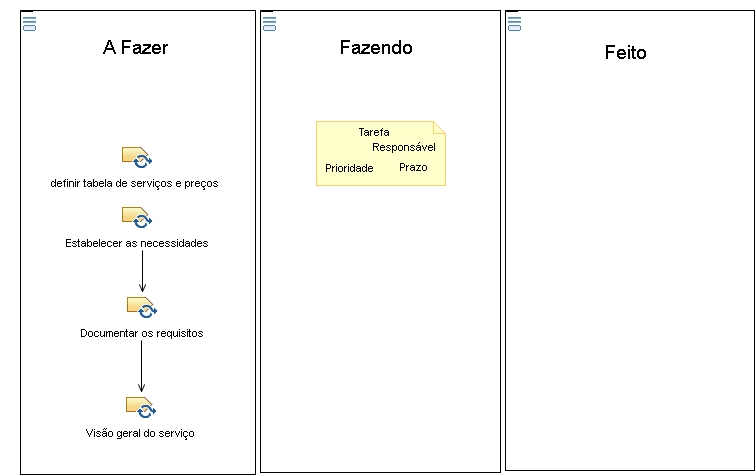 A Fazer
Fazendo
Feito
definir tabela de serviços e preços
Estabelecer as necessidades
Documentar os requisitos
Visão geral do serviço
Tarefa
Responsável
Prioridade
Prazo